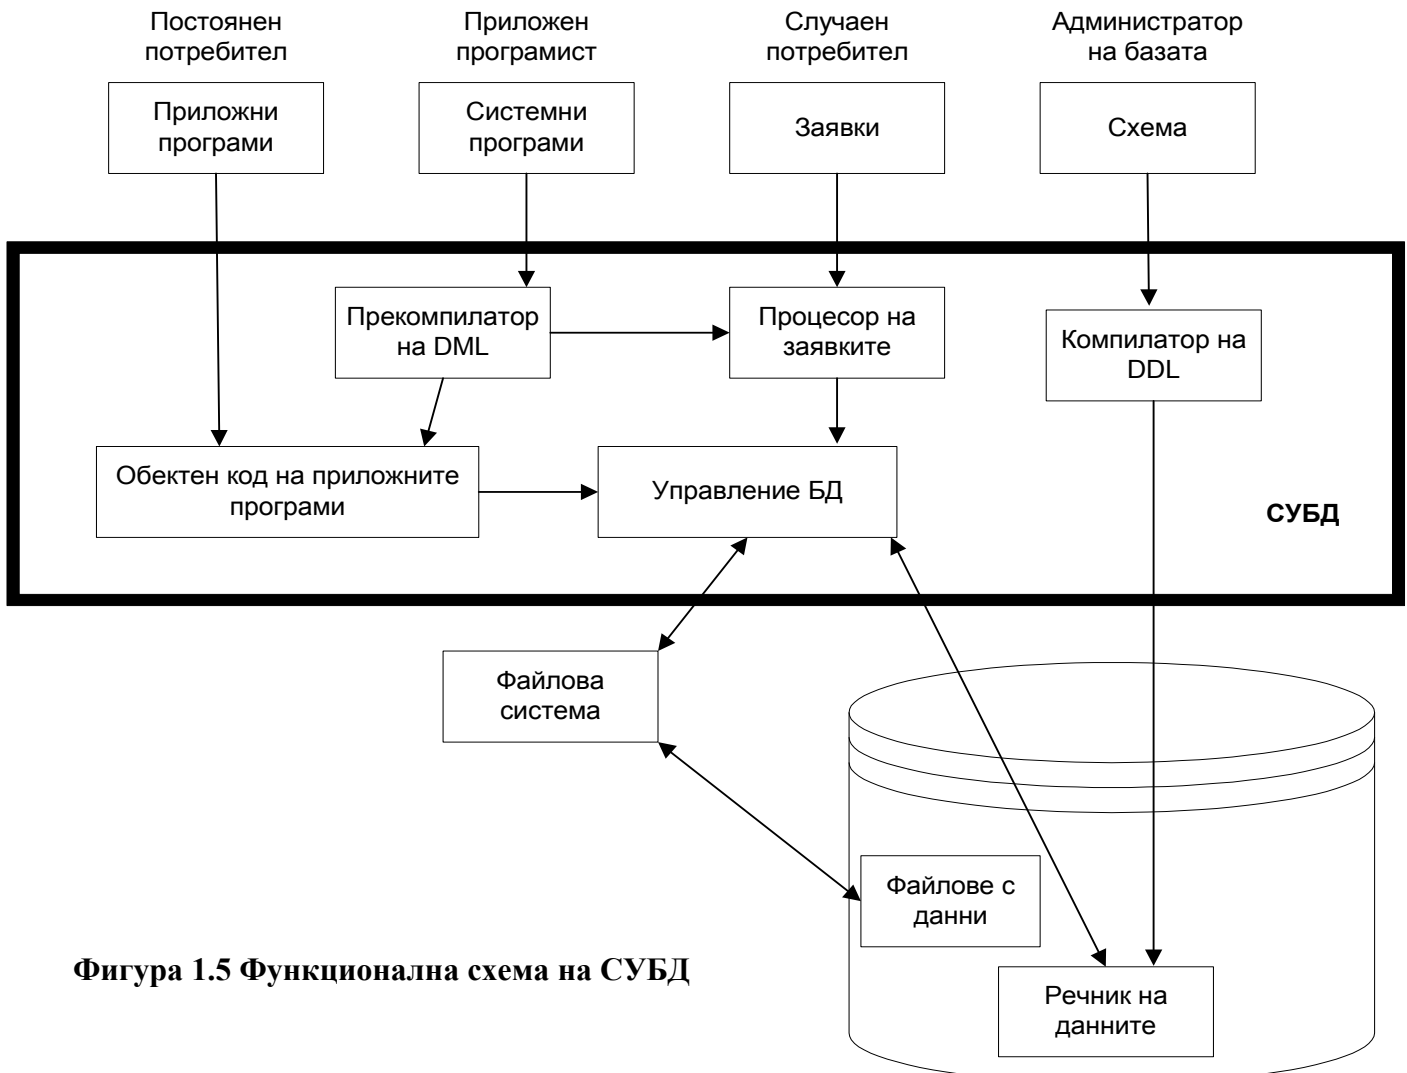 Постоянен
потребител
Приложен
програмист
Случаен
потребител
Администратор
на базата
Приложни
програми
Системни
програми
Заявки
Схема
Прекомпилатор
на DML
Процесор на
заявките
Компилатор на
DDL
Обектен код на приложните
програми
Управление БД
СУБД
Файлова
система
Файлове с
данни
Речник на
данните
Фигура 1.5 Функционална схема на СУБД